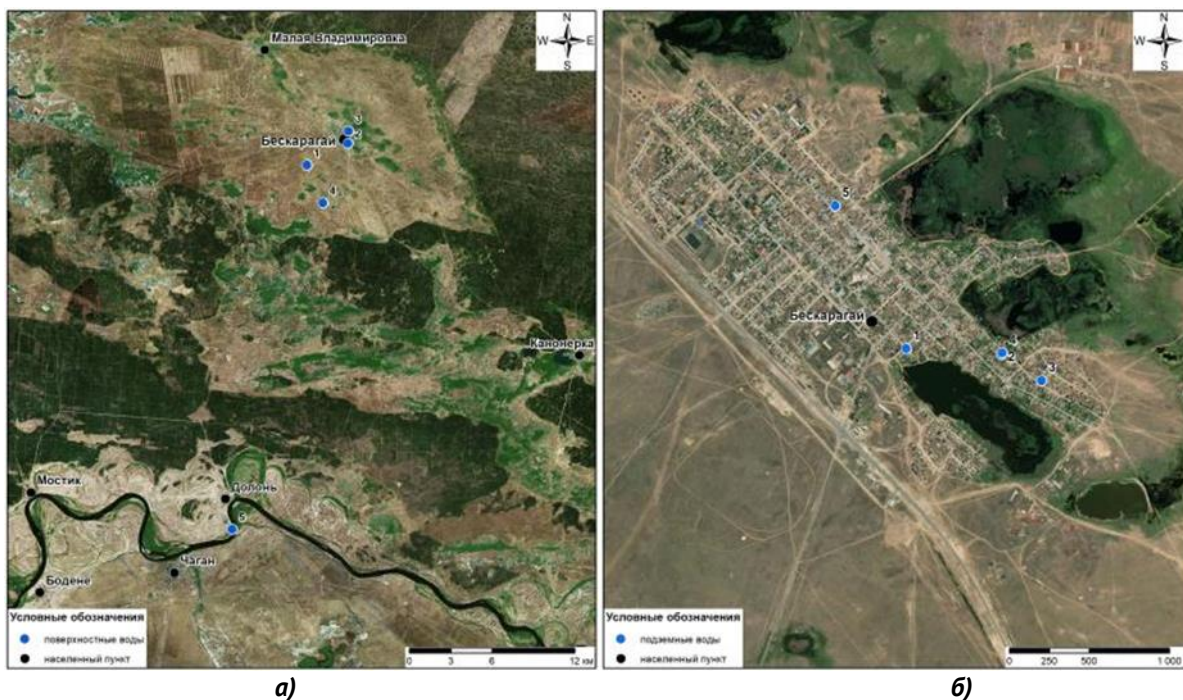 N
W E
S
Малая Владимировка
3
Бескарагай 2
1
4
Канонерка
Мостик
Долонь
5
Чаган
Бодене
Условные обозначения
поверхностные воды
населенный пункт
0 3 6 12 км
а)
N
W E
S
5
Бескарагай
1
4
2
3
Условные обозначения
подземные воды
населенный пункт
0 250 500 1 000
б)